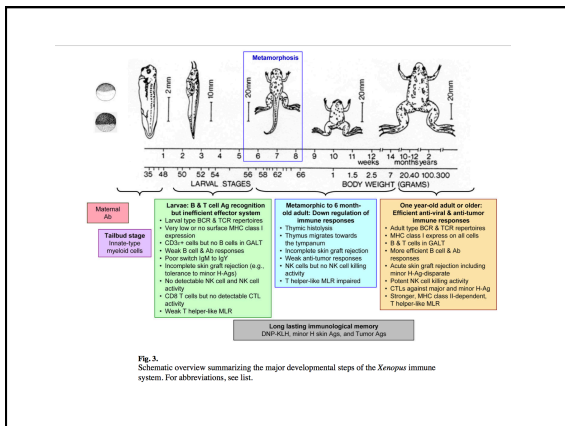 Metamorphosis
2mm
10mm
20mm
20mm
20mm
1 2 3 4 5 6 7 8 9 10 11 12 14 10-12 2
weeks months years
35 48 50 52 54 56 58 62 66 1 1.5 2.5 7 20.40 100.300
LARVAL STAGES BODY WEIGHT (GRAMS)
Maternal
Ab
Tailbud stage
Innate-type
myeloid cells
Larva: B & T cell Ag recognition
but inefficient effector system
• Larval type BCR & TCR repertoires
• Very low or no surface MHC class I
expression
• CD3ε+ cells but no B cells in GALT
• Weak B cell & Ab responses
• Poor switch IgM to IgY
• Incomplete skin graft rejection (e.g.,
tolerance to minor H-Ags)
• No detectable NK cell and NK cell
activity
• CD8 T cells but no detectable CTL
activity
• Weak T helper-like MLR
Metamorphic to 6 month-
old adult: Down regulation of
immune responses
• Thymic histolysis
• Thymus migrates towards
the tympanum
• Incomplete skin graft rejection
• Weak anti-tumor immune
responses
• NK cells but no NK cell killing
activity
• T helper-like MLR impaired
One year-old adult or older:
Efficient anti-viral & anti-tumor
immune responses
• Adult type BCR & TCR repertoires
• MHC class I express on all cells
• B & T cells in GALT
• More efficient B cell & Ab
responses
• Acute skin graft rejection including
minor H-Ag-disparate
• Potent NK cell killing activity
• CTLs against major and minor H-Ag
• Stronger, MHC class II-dependent,
T helper-like MLR
Long lasting immunological memory
DNP-KLH, minor H skin Ags, and Tumor Ags
Fig. 3.
Schematic overview summarizing the major developmental steps of the Xenopus immune
system. For abbreviations, see list.